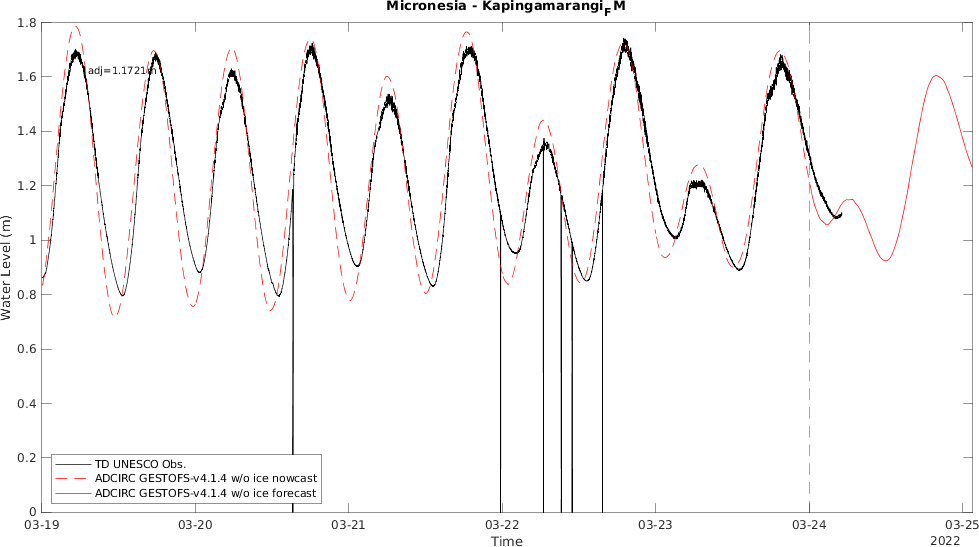 Micronesia - Kapingamarangi_FM
1.8
1.6
1.4
1.2
1
0.8
0.6
0.4
0.2
0
Water Level (m)
adj=1.1721m
TD UNESCO Obs.
ADCIRC GESTOFS-v4.1.4 w/o ice nowcast
ADCIRC GESTOFS-v4.1.4 w/o ice forecast
03-19 03-20 03-21 03-22 03-23 03-24 03-25
Time 2022